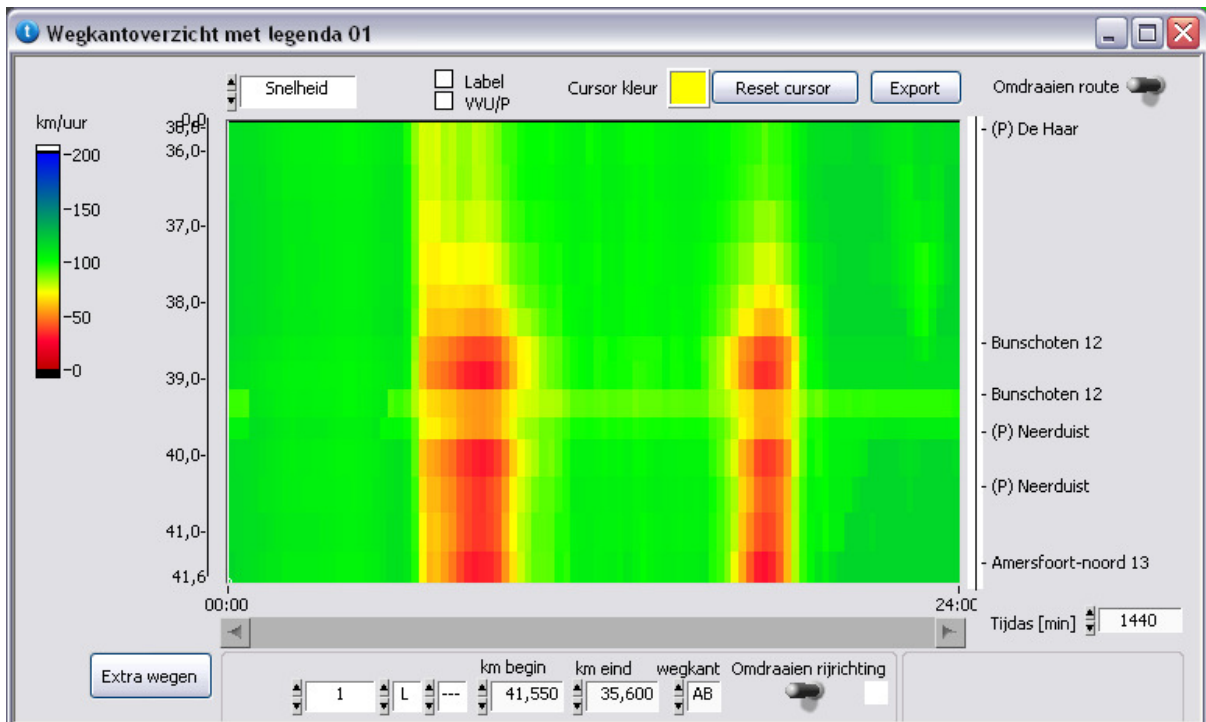 Wegkantoverzicht met legenda 01
Snelheid
Label
VVU/P
Cursor kleur
Reset cursor
Export
Omdraaien route
km/uur
-200
-150
-100
-50
-0
36,0-
37,0-
38,0-
39,0-
40,0-
41,0-
41,6
- (P) De Haar
- Bunschoten 12
- Bunschoten 12
- (P) Neerduist
- (P) Neerduist
- Amersfoort-noord 13
00:00
24:00
Tijdas [min]
1440
Extra wegen
km begin
km eind
wegkant
Omdraaien rijrichting
1
L
---
41,550
35,600
AB